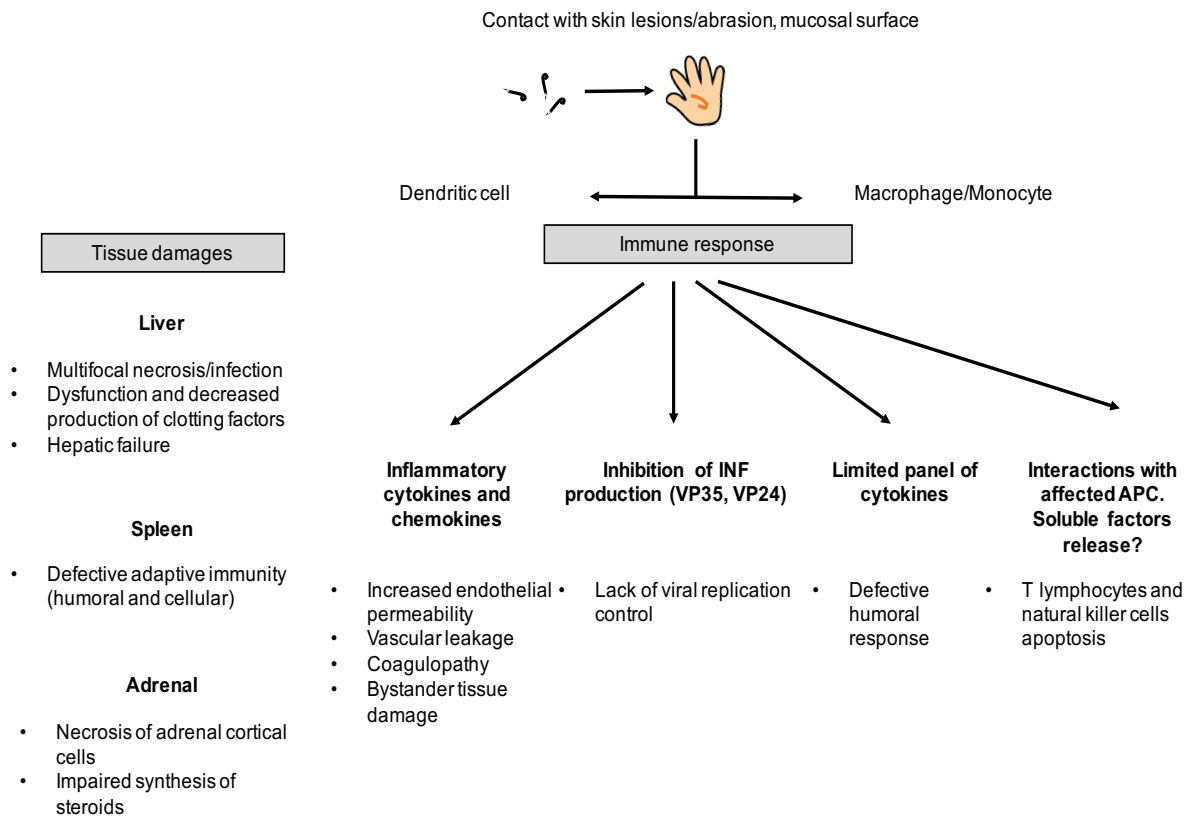 Contact with skin lesions/abrasion, mucosal surface
Dendritic cell
Macrophage/Monocyte
Immune response
Tissue damages
Liver
• Multifocal necrosis/infection
• Dysfunction and decreased
production of clotting factors
• Hepatic failure
Spleen
• Defective adaptive immunity
(humoral and cellular)
Adrenal
• Necrosis of adrenal cortical
cells
• Impaired synthesis of
steroids
Inflammatory
cytokines and
chemokines
• Increased endothelial
permeability
• Vascular leakage
• Coagulopathy
• Bystander tissue
damage
Inhibition of INF
production (VP35, VP24)
• Lack of viral replication
control
Limited panel of
cytokines
• Defective
humoral
response
Interactions with
affected APC.
Soluble factors
release?
• T lymphocytes and
natural killer cells
apoptosis